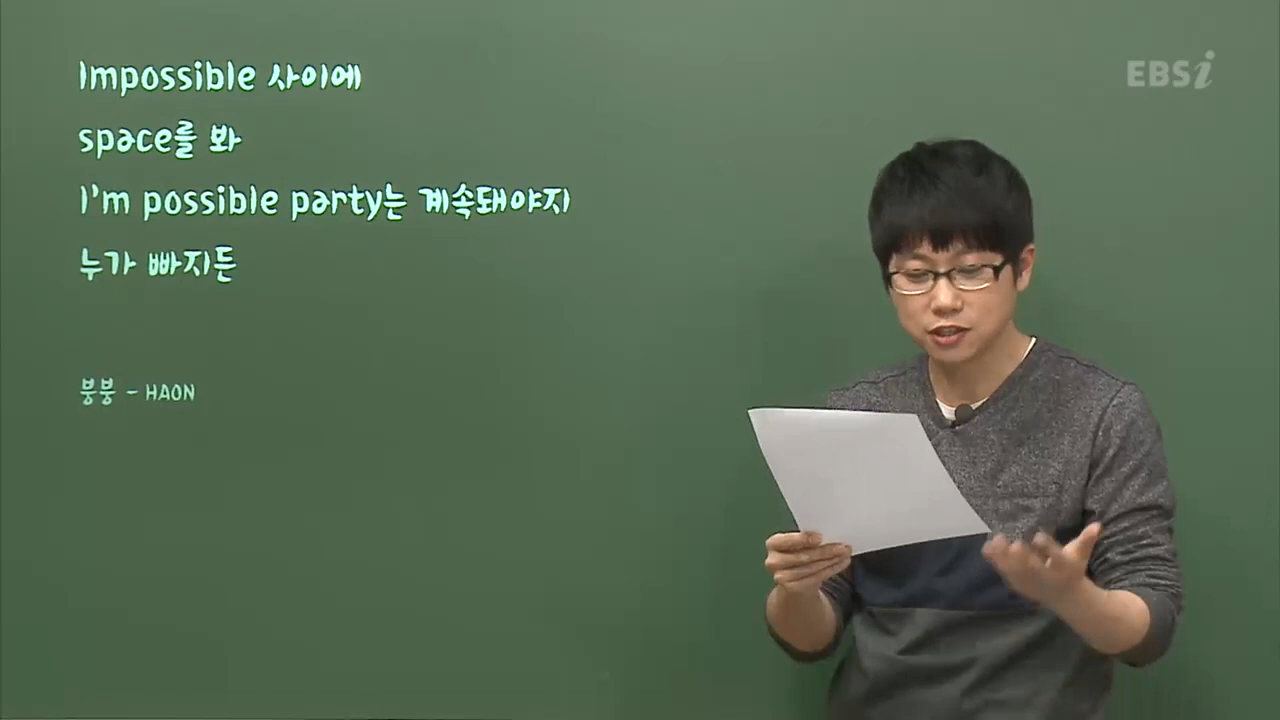 Impossible 사이에
space를 봐
I'm possible party는 계속돼야지
누가 빠지든
붕붕 - HAON
EBSi